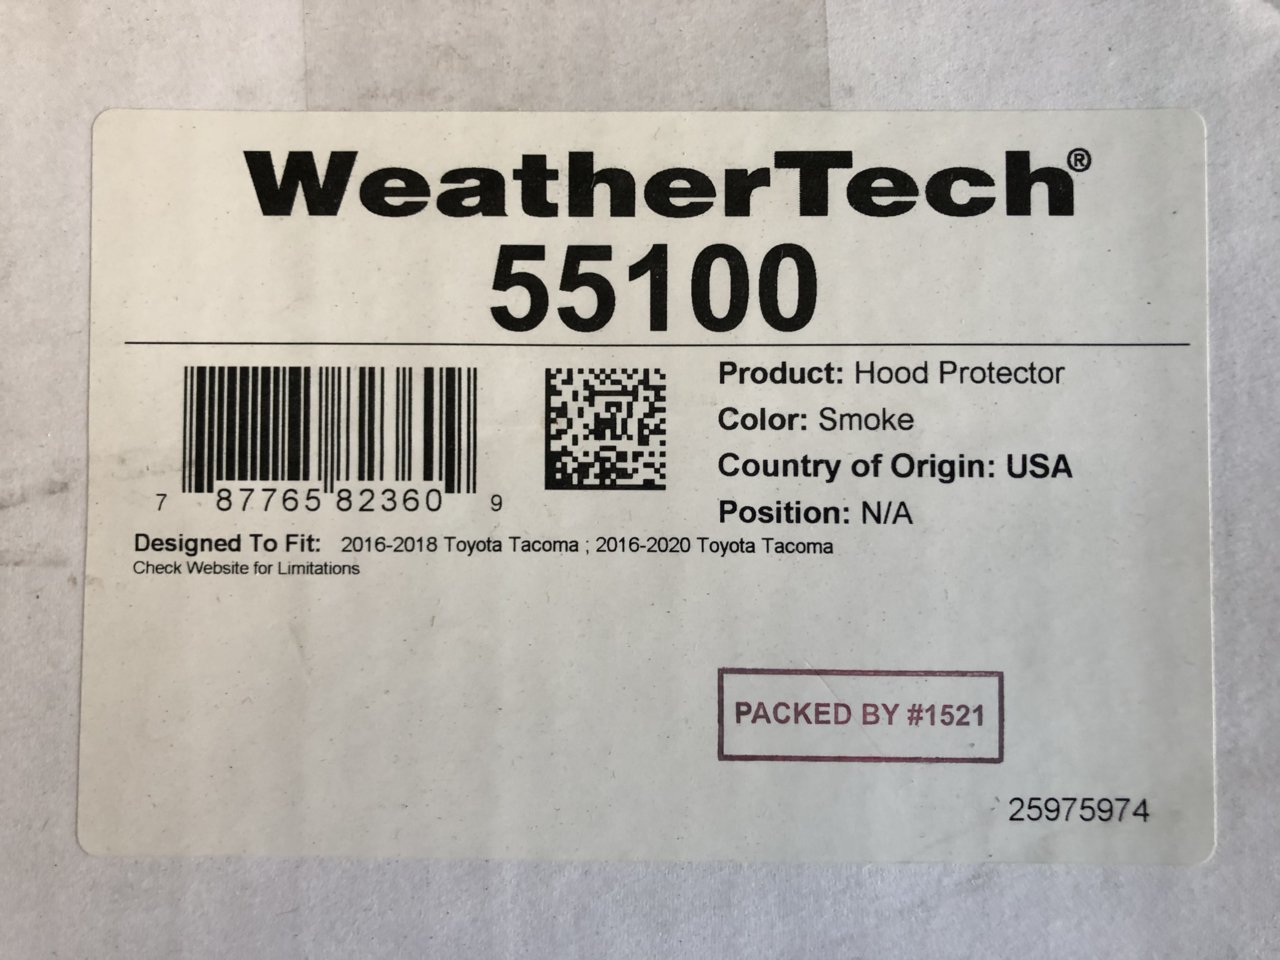 WeatherTech®
55100
Product: Hood Protector
Color: Smoke
Country of Origin: USA
Position: N/A
7 87765 82360 9
Designed To Fit: 2016-2018 Toyota Tacoma ; 2016-2020 Toyota Tacoma
Check Website for Limitations
PACKED BY #1521
25975974